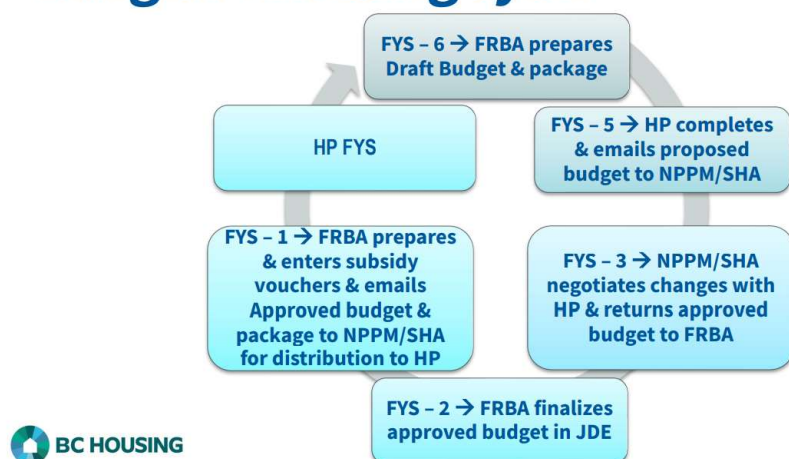 FYS – 6 → FRBA prepares
Draft Budget & package
FYS – 5 → HP completes
& emails proposed
budget to NPPM/SHA
FYS – 3 → NPPM/SHA
negotiates changes with
HP & returns approved
budget to FRBA
FYS – 2 → FRBA finalizes
approved budget in JDE
FYS – 1 → FRBA prepares
& enters subsidy
vouchers & emails
Approved budget &
package to NPPM/SHA
for distribution to HP
HP FYS
BC HOUSING